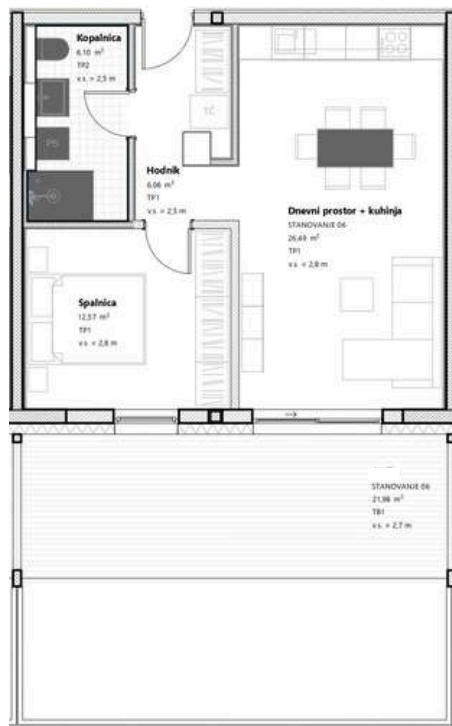 Kopalnica
6,10 m²
TP2
v.s. = 2,5 m
PS
TČ
Hodnik
6,06 m²
TP1
v.s. = 2,5 m
Dnevni prostor + kuhinja
STANOVANJE 06
26,69 m²
TP1
v.s. = 2,8 m
Spalnica
12,57 m²
TP1
v.s. = 2,8 m
STANOVANJE 06
21,98 m²
TB1
v.s. = 2,7 m